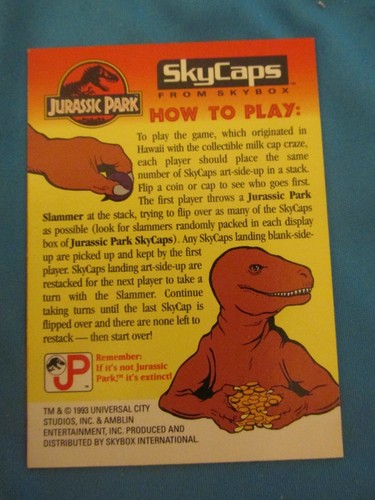 JURASSIC PARK
SkyCaps™
FROM SKYBOX
HOW TO PLAY:
To play the game, which originated in
Hawaii with the collectible milk cap craze,
each player should place the same
number of SkyCaps art-side-up in a stack.
Flip a coin or cap to see who goes first.
The first player throws a Jurassic Park
Slammer at the stack, trying to flip over as many of the SkyCaps
as possible (look for slammers randomly packed in each display
box of Jurassic Park SkyCaps). Any SkyCaps landing blank-side-
up are picked up and kept by the first
player. SkyCaps landing art-side-up are
restacked for the next player to take a
turn with the Slammer. Continue
taking turns until the last SkyCap is
flipped over and there are none left to
restack — then start over!
JP
Remember:
If it's not Jurassic
Park,™ it's extinct!
TM & © 1993 UNIVERSAL CITY
STUDIOS, INC. & AMBLIN
ENTERTAINMENT, INC. PRODUCED AND
DISTRIBUTED BY SKYBOX INTERNATIONAL.